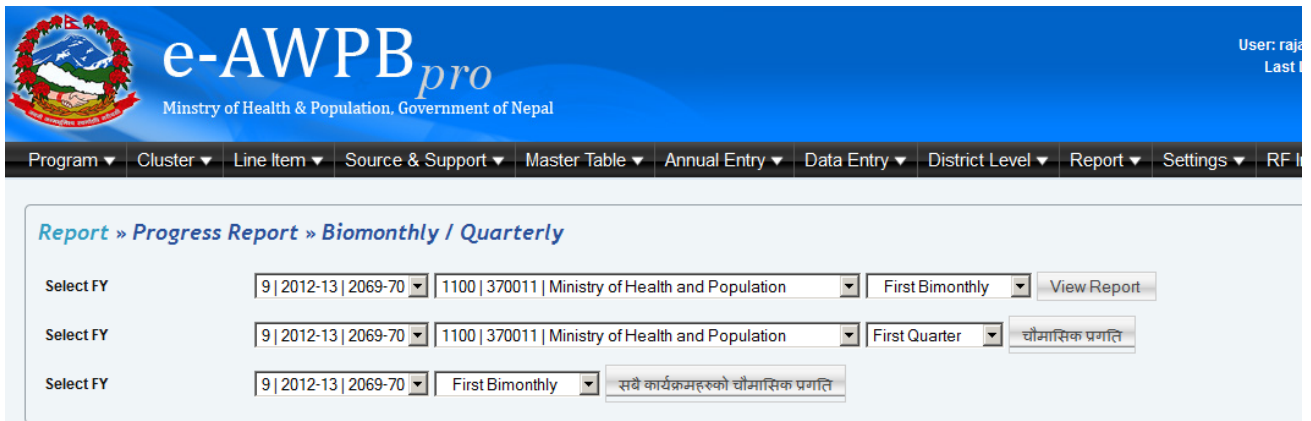 e-AWPB pro
User: raja
Last
Minstry of Health & Population, Government of Nepal
Program Cluster Line Item Source & Support Master Table Annual Entry Data Entry District Level Report Settings RF
Report » Progress Report » Biomonthly / Quarterly
Select FY 9 | 2012-13 | 2069-70 1100 | 370011 | Ministry of Health and Population First Bimonthly View Report
Select FY 9 | 2012-13 | 2069-70 1100 | 370011 | Ministry of Health and Population First Quarter चौमासिक प्रगति
Select FY 9 | 2012-13 | 2069-70 First Bimonthly सबै कार्यक्रमहरुको चौमासिक प्रगति